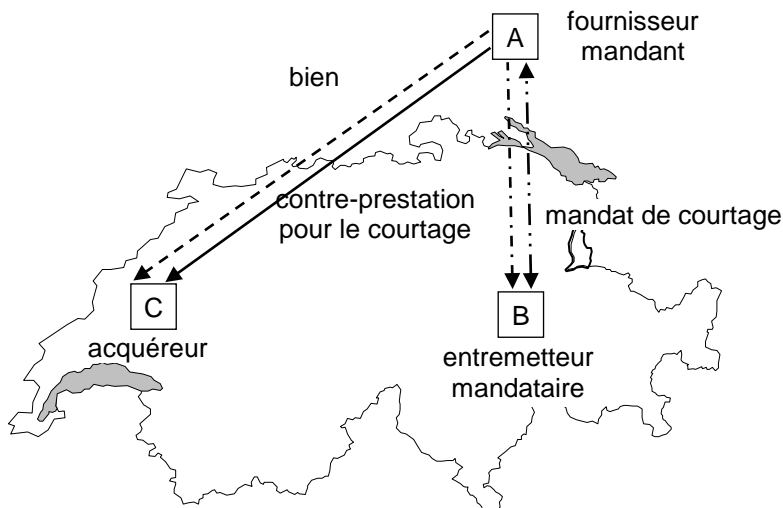 A
fournisseur
mandant
bien
contre-prestation
pour le courtage
mandat de courtage
C
acquéreur
B
entremetteur
mandataire